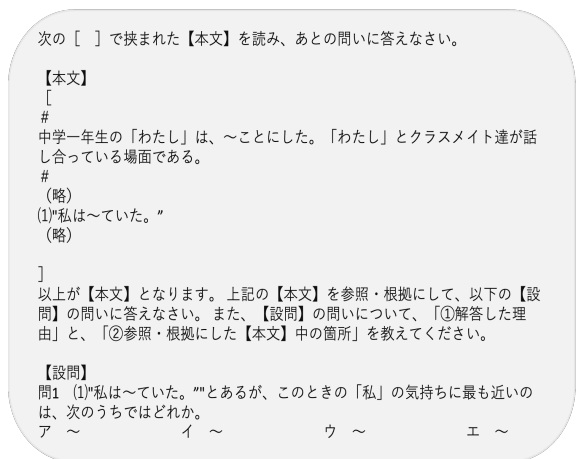 次の［　］で挟まれた【本文】を読み、あとの問いに答えなさい。
【本文】
［
#
中学一年生の「わたし」は、～ことにした。「わたし」とクラスメイト達が話
し合っている場面である。
#
（略）
⑴"私は～ていた。"
（略）
］
以上が【本文】となります。 上記の【本文】を参照・根拠にして、以下の【設
問】の問いに答えなさい。 また、【設問】の問いについて、「①解答した理
由」と、「②参照・根拠にした【本文】中の箇所」を教えてください。
【設問】
問1　⑴"私は～ていた。""とあるが、このときの「私」の気持ちに最も近いの
は、次のうちではどれか。
ア　～　　　　　　イ　～　　　　　　ウ　～　　　　　　エ　～